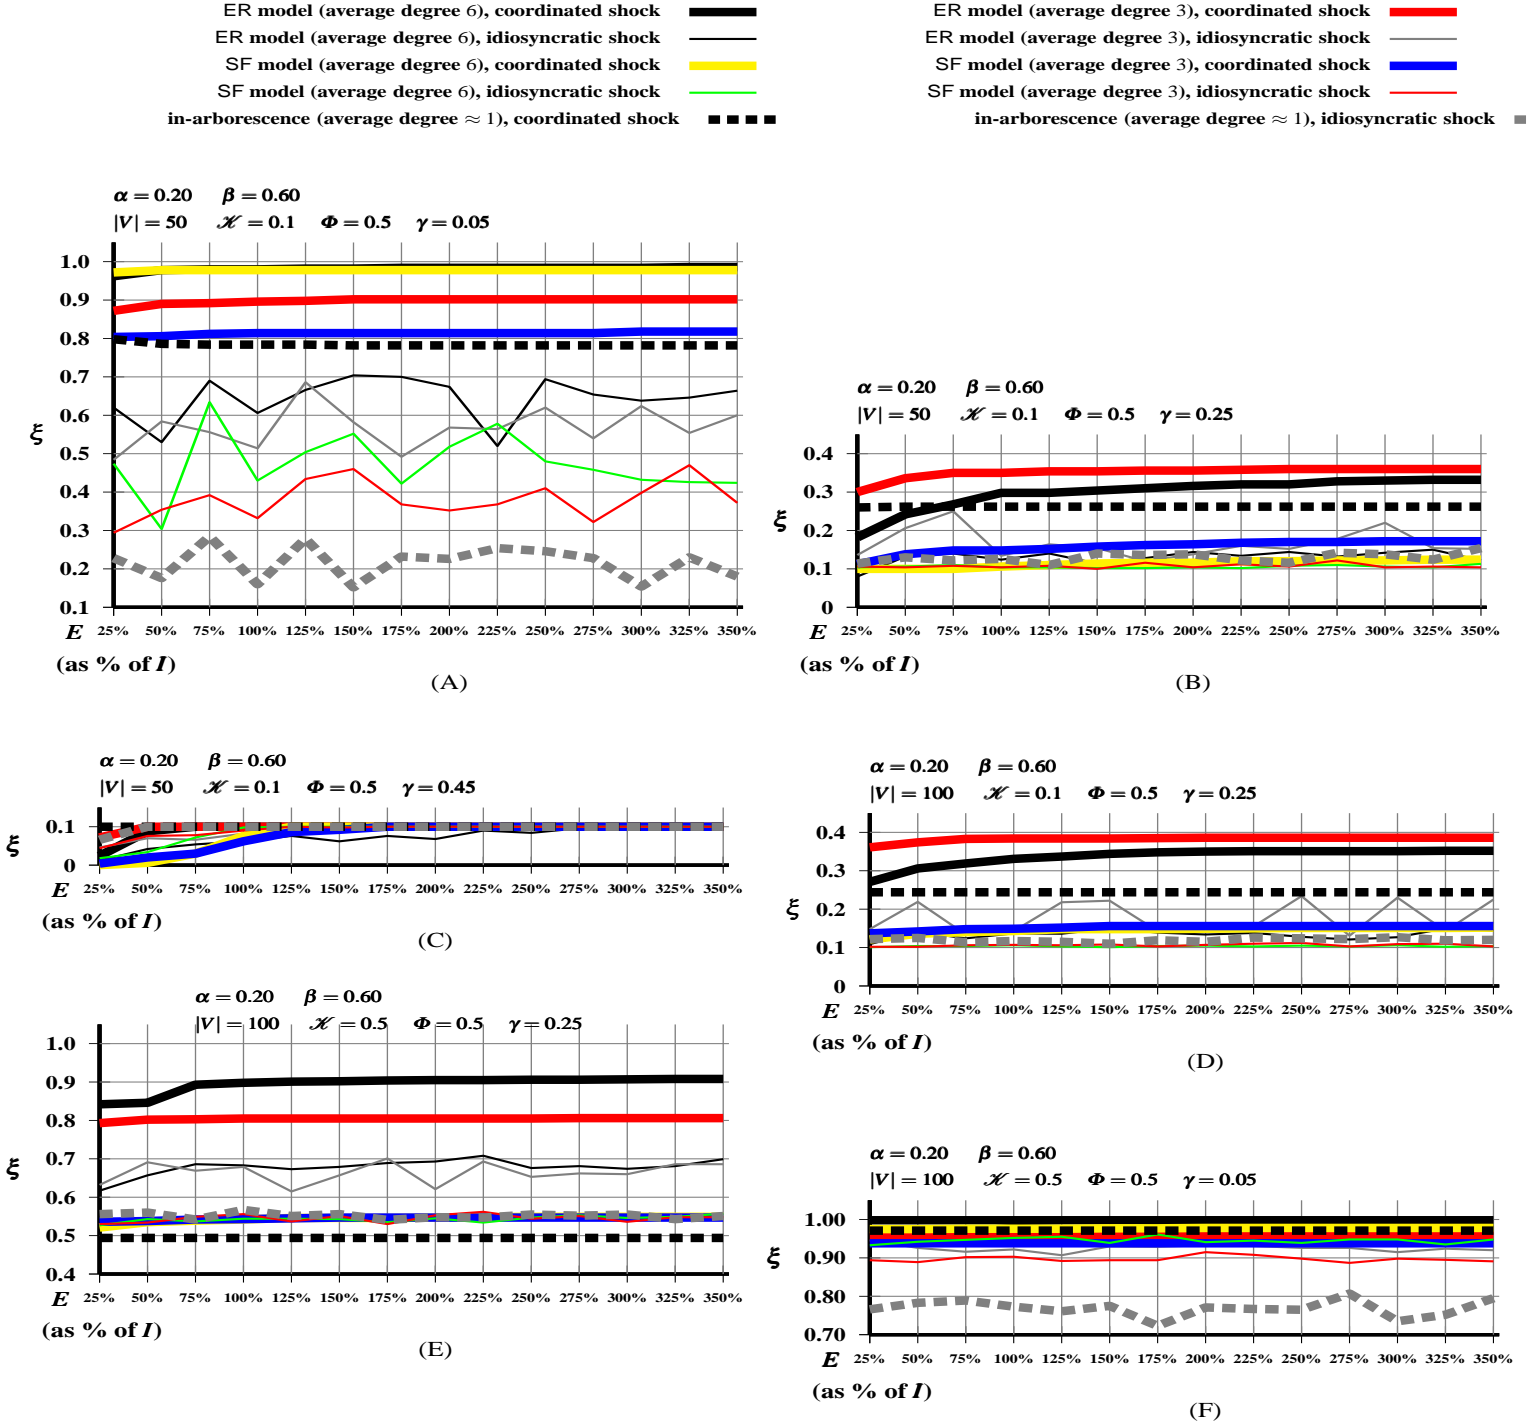 ER model (average degree 6), coordinated shock
ER model (average degree 6), idiosyncratic shock
SF model (average degree 6), coordinated shock
SF model (average degree 6), idiosyncratic shock
in-arborescence (average degree ≈ 1), coordinated shock
ER model (average degree 3), coordinated shock
ER model (average degree 3), idiosyncratic shock
SF model (average degree 3), coordinated shock
SF model (average degree 3), idiosyncratic shock
in-arborescence (average degree ≈ 1), idiosyncratic shock
α = 0.20 β = 0.60
|V| = 50 𝒦 = 0.1 Φ = 0.5 γ = 0.05
1.0
0.9
0.8
0.7
0.6
ξ
0.5
0.4
0.3
0.2
0.1
E 25% 50% 75% 100% 125% 150% 175% 200% 225% 250% 275% 300% 325% 350%
(as % of I)
(A)
α = 0.20 β = 0.60
|V| = 50 𝒦 = 0.1 Φ = 0.5 γ = 0.25
0.4
0.3
ξ
0.2
0.1
0
E 25% 50% 75% 100% 125% 150% 175% 200% 225% 250% 275% 300% 325% 350%
(as % of I)
(B)
α = 0.20 β = 0.60
|V| = 50 𝒦 = 0.1 Φ = 0.5 γ = 0.45
0.1
ξ
0
E 25% 50% 75% 100% 125% 150% 175% 200% 225% 250% 275% 300% 325% 350%
(as % of I)
(C)
α = 0.20 β = 0.60
|V| = 100 𝒦 = 0.1 Φ = 0.5 γ = 0.25
0.4
0.3
0.2
ξ
0.1
0
E 25% 50% 75% 100% 125% 150% 175% 200% 225% 250% 275% 300% 325% 350%
(as % of I)
(D)
α = 0.20 β = 0.60
|V| = 100 𝒦 = 0.5 Φ = 0.5 γ = 0.25
1.0
0.9
0.8
0.7
ξ
0.6
0.5
0.4
E 25% 50% 75% 100% 125% 150% 175% 200% 225% 250% 275% 300% 325% 350%
(as % of I)
(E)
α = 0.20 β = 0.60
|V| = 100 𝒦 = 0.5 Φ = 0.5 γ = 0.05
1.00
0.90
ξ
0.80
0.70
E 25% 50% 75% 100% 125% 150% 175% 200% 225% 250% 275% 300% 325% 350%
(as % of I)
(F)